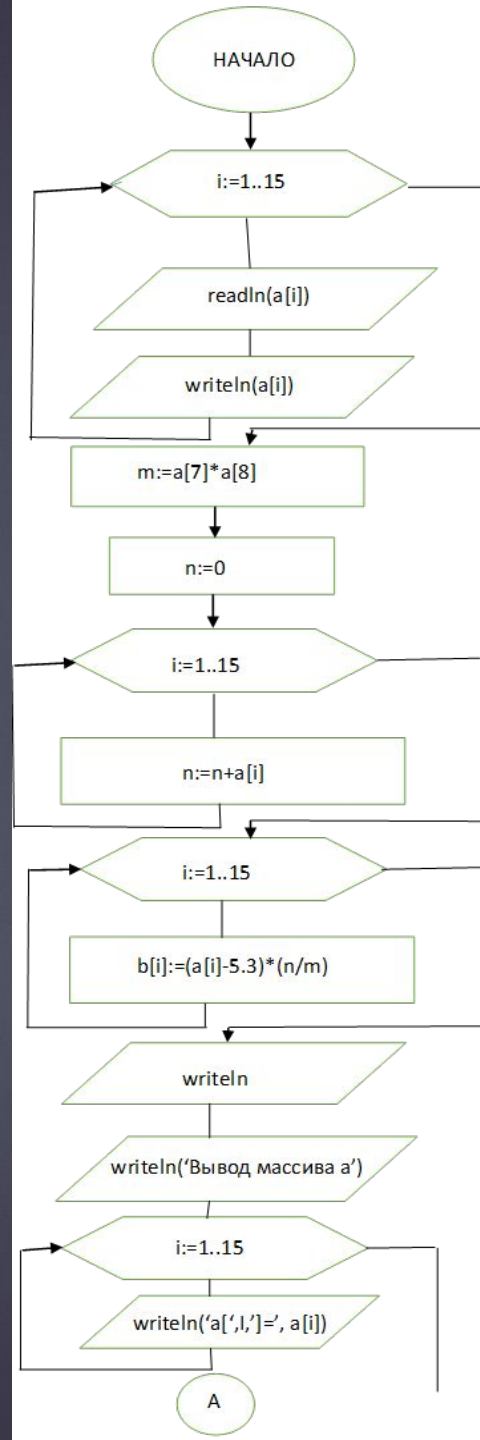 НАЧАЛО
i:=1..15
readln(a[i])
writeln(a[i])
m:=a[7]*a[8]
n:=0
i:=1..15
n:=n+a[i]
i:=1..15
b[i]:=(a[i]-5.3)*(n/m)
writeln
writeln(‘Вывод массива a’)
i:=1..15
writeln(‘a[‘,I,’]=’, a[i])
А